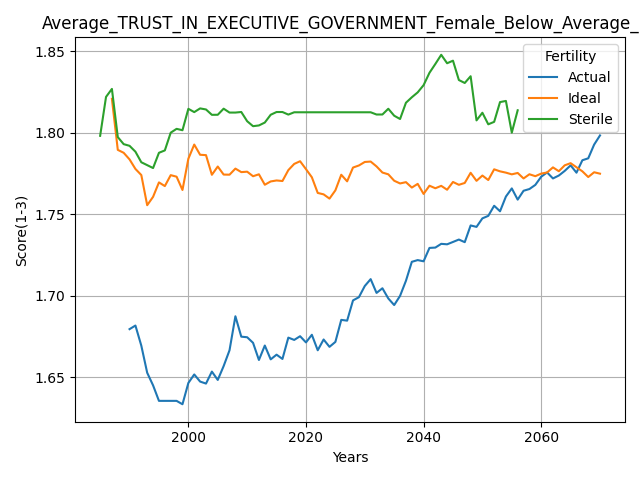 Average_TRUST_IN_EXECUTIVE_GOVERNMENT_Female_Below_Average_
Fertility
Actual
Ideal
Sterile
Score(1-3)
1.85
1.80
1.75
1.70
1.65
2000 2020 2040 2060
Years